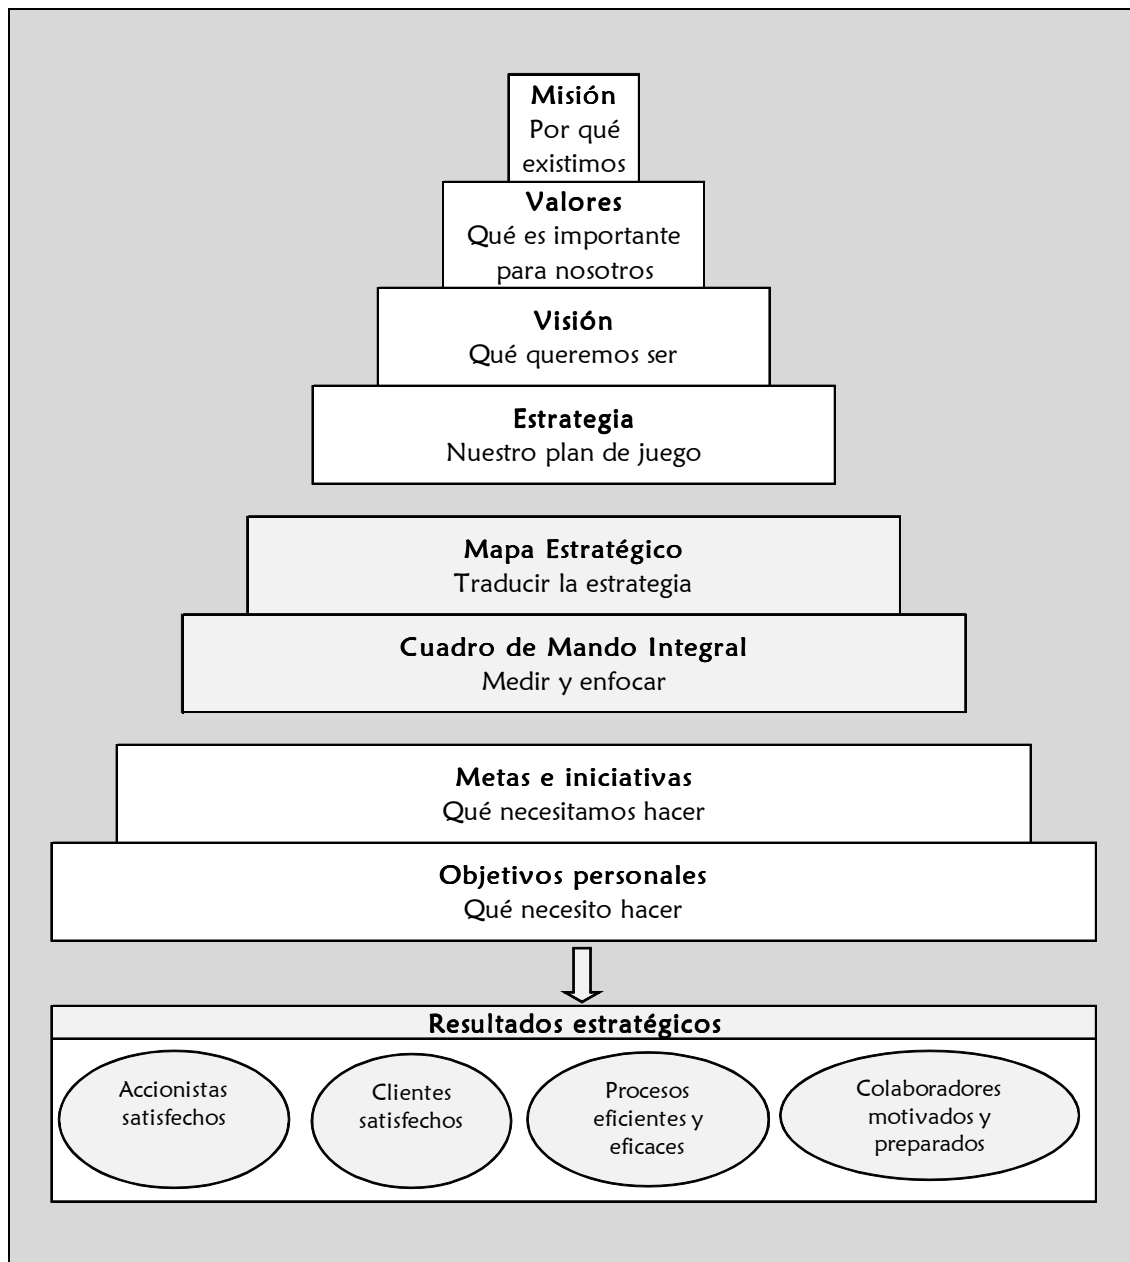 Misión
Por qué
existimos
Valores
Qué es importante
para nosotros
Visión
Qué queremos ser
Estrategia
Nuestro plan de juego
Mapa Estratégico
Traducir la estrategia
Cuadro de Mando Integral
Medir y enfocar
Metas e iniciativas
Qué necesitamos hacer
Objetivos personales
Qué necesito hacer
Resultados estratégicos
Accionistas
satisfechos
Clientes
satisfechos
Procesos
eficientes y
eficaces
Colaboradores
motivados y
preparados